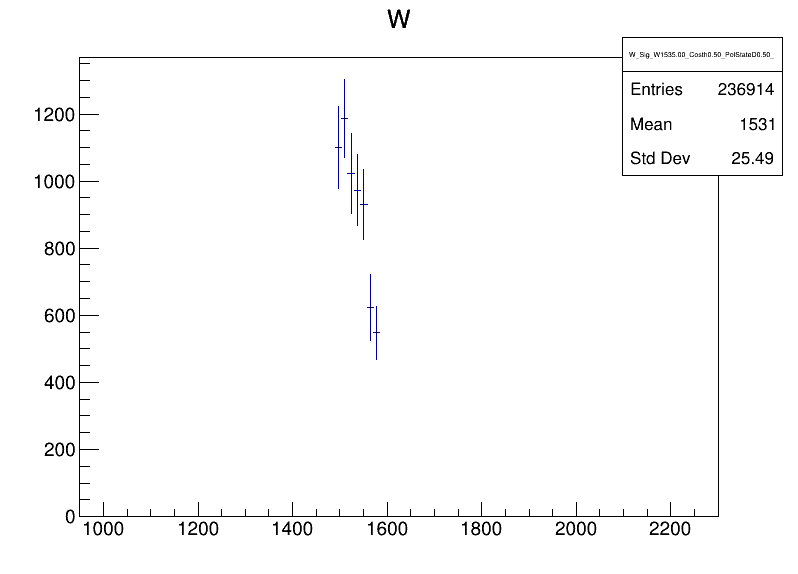 W
W_Sig_W1535.00_Costh0.50_PolStateD0.50_
Entries 236914
Mean 1531
Std Dev 25.49
1200
1000
800
600
400
200
0
1000 1200 1400 1600 1800 2000 2200